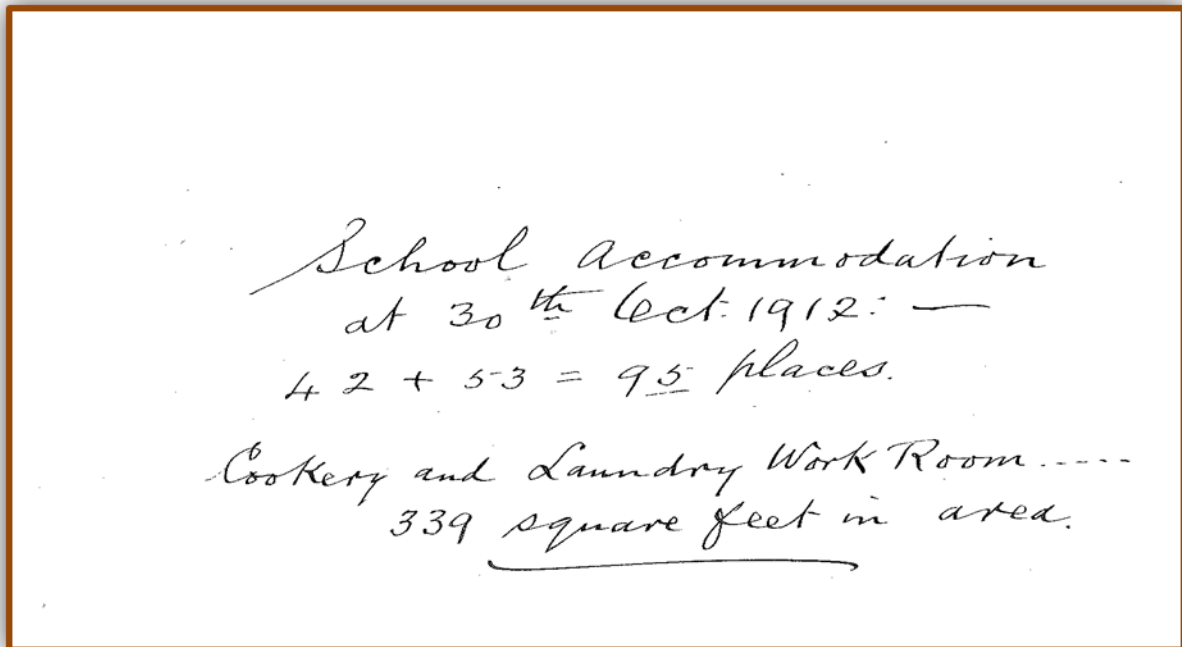 School Accommodation
at 30th Oct. 1912: —
42 + 53 = 95 places.
Cookery and Laundry Work Room.....
339 square feet in area.